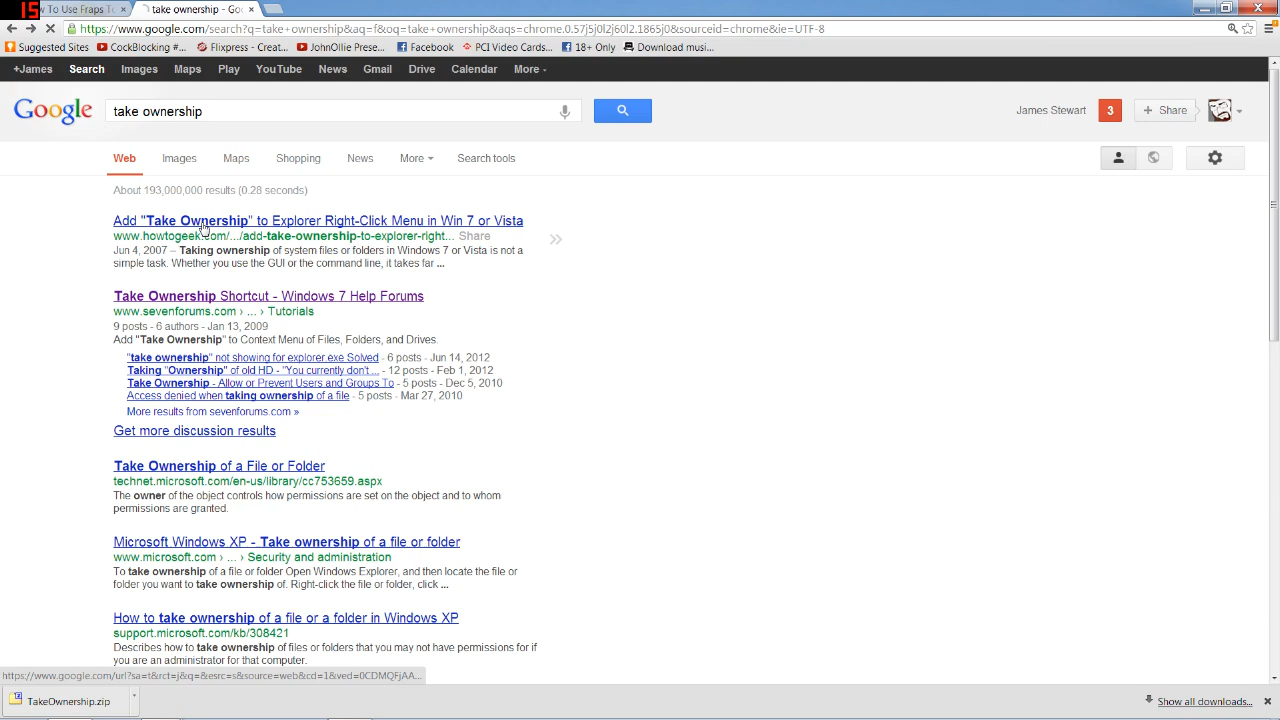 15
w To Use Fraps To
take ownership - Goo
https://www.google.com/search?q=take+ownership&aq=f&oq=take+ownership&aqs=chrome.0.57j5j0l2j60l2.1865j0&sourceid=chrome&ie=UTF-8
Suggested Sites CockBlocking #... Flixpress - Creat... JohnOllie Prese... Facebook PCI Video Cards... 18+ Only Download musi...
+James Search Images Maps Play YouTube News Gmail Drive Calendar More
Google take ownership James Stewart 3 + Share
Web Images Maps Shopping News More Search tools
About 193,000,000 results (0.28 seconds)
Add "Take Ownership" to Explorer Right-Click Menu in Win 7 or Vista
www.howtogeek.com/.../add-take-ownership-to-explorer-right... Share
Jun 4, 2007 – Taking ownership of system files or folders in Windows 7 or Vista is not a
simple task. Whether you use the GUI or the command line, it takes far ...
Take Ownership Shortcut - Windows 7 Help Forums
www.sevenforums.com › ... › Tutorials
9 posts - 6 authors - Jan 13, 2009
Add "Take Ownership" to Context Menu of Files, Folders, and Drives.
"take ownership" not showing for explorer.exe Solved - 6 posts - Jun 14, 2012
Taking "Ownership" of old HD - "You currently don't ... - 12 posts - Feb 1, 2012
Take Ownership - Allow or Prevent Users and Groups To - 5 posts - Dec 5, 2010
Access denied when taking ownership of a file - 5 posts - Mar 27, 2010
More results from sevenforums.com »
Get more discussion results
Take Ownership of a File or Folder
technet.microsoft.com/en-us/library/cc753659.aspx
The owner of the object controls how permissions are set on the object and to whom
permissions are granted.
Microsoft Windows XP - Take ownership of a file or folder
www.microsoft.com › ... › Security and administration
To take ownership of a file or folder Open Windows Explorer, and then locate the file or
folder you want to take ownership of. Right-click the file or folder, click ...
How to take ownership of a file or a folder in Windows XP
support.microsoft.com/kb/308421
Describes how to take ownership of files or folders that you may not have permissions for if
you are an administrator for that computer.
https://www.google.com/url?sa=t&rct=j&q=&esrc=s&source=web&cd=1&ved=0CDMQFjAA...
TakeOwnership.zip Show all downloads...